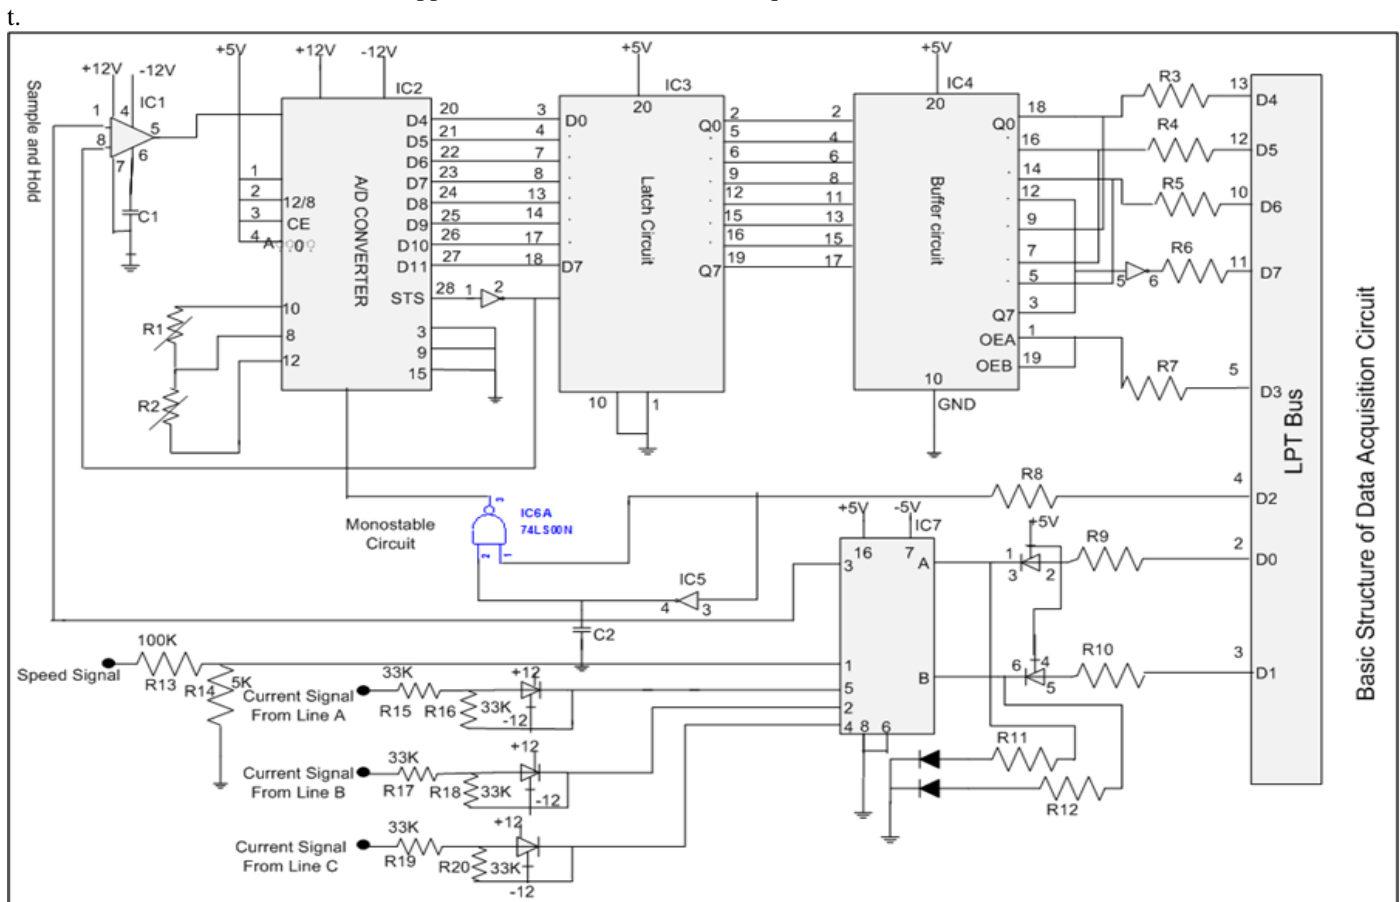 t.
+5V
+12V
-12V
+5V
+5V
+12V
-12V
IC1
Sample and Hold
1
4
5
8
6
7
C1
IC2
A/D CONVERTER
1
2
12/8
3
CE
4
A
0
10
8
12
R1
R2
D4 20
D5 21
D6 22
D7 23
D8 24
D9 25
D10 26
D11 27
STS 28
1
2
3
9
15
IC3
20
Latch Circuit
3 D0
4
7
8
13
14
17
18 D7
Q0 2
5
6
9
12
15
16
Q7 19
10
1
IC4
20
Buffer circuit
2
4
6
8
11
13
15
17
Q0 18
16
14
12
9
7
5
Q7 3
OEA 1
OEB 19
10
GND
5
6
R3 13 D4
R4 12 D5
R5 10 D6
R6 11 D7
R7 5 D3
R8 4 D2
R9 2 D0
R10 3 D1
LPT Bus
Basic Structure of Data Acquisition Circuit
Monostable
Circuit
3
IC6A
74LS00N
2
1
IC5
4
3
C2
+5V
-5V
IC7
16
7
A
3
1
5
B
2
4
8
6
+5V
1
3
2
6
4
5
R11
R12
Speed Signal
100K
R13
R14
5K
Current Signal
From Line A
33K
R15
R16
33K
+12
-12
Current Signal
From Line B
33K
R17
R18
33K
+12
-12
Current Signal
From Line C
33K
R19
R20
33K
+12
-12